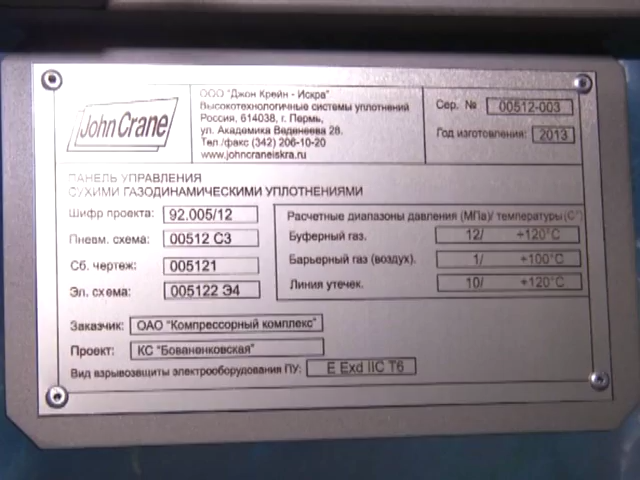 John Crane
ООО "Джон Крейн - Искра"
Высокотехнологичные системы уплотнений
Россия, 614038, г. Пермь,
ул. Академика Веденеева 28.
Тел./факс (342) 206-10-20
www.johncraneiskra.ru
Сер. № 00512-003
Год изготовления: 2013
ПАНЕЛЬ УПРАВЛЕНИЯ
СУХИМИ ГАЗОДИНАМИЧЕСКИМИ УПЛОТНЕНИЯМИ
Шифр проекта: 92.005/12
Пневм. схема: 00512 С3
Сб. чертеж: 005121
Эл. схема: 005122 Э4
Расчетные диапазоны давления (МПа)/ температуры(С°)
Буферный газ. 12/ +120°С
Барьерный газ (воздух). 1/ +100°С
Линия утечек. 10/ +120°С
Заказчик: ОАО "Компрессорный комплекс"
Проект: КС "Бованенковская"
Вид взрывозещиты электрооборудования ПУ: E Exd IIC T6